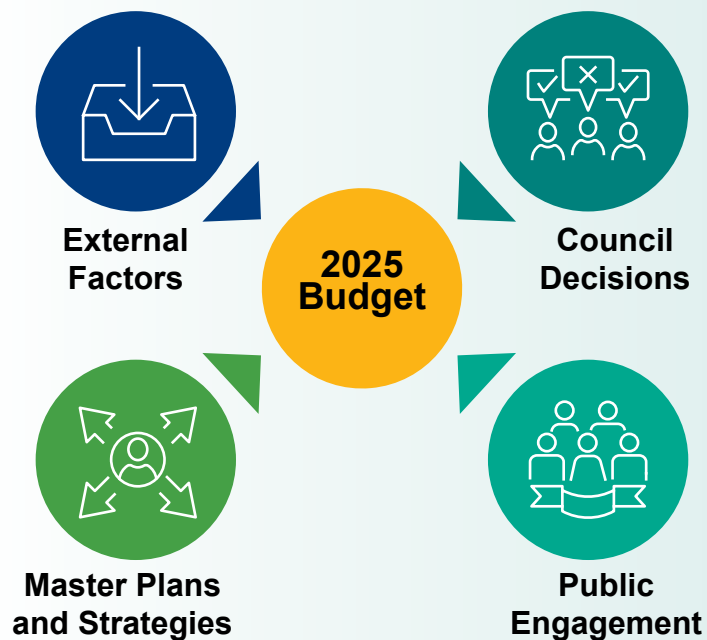 External
Factors
Council
Decisions
2025
Budget
Master Plans
and Strategies
Public
Engagement